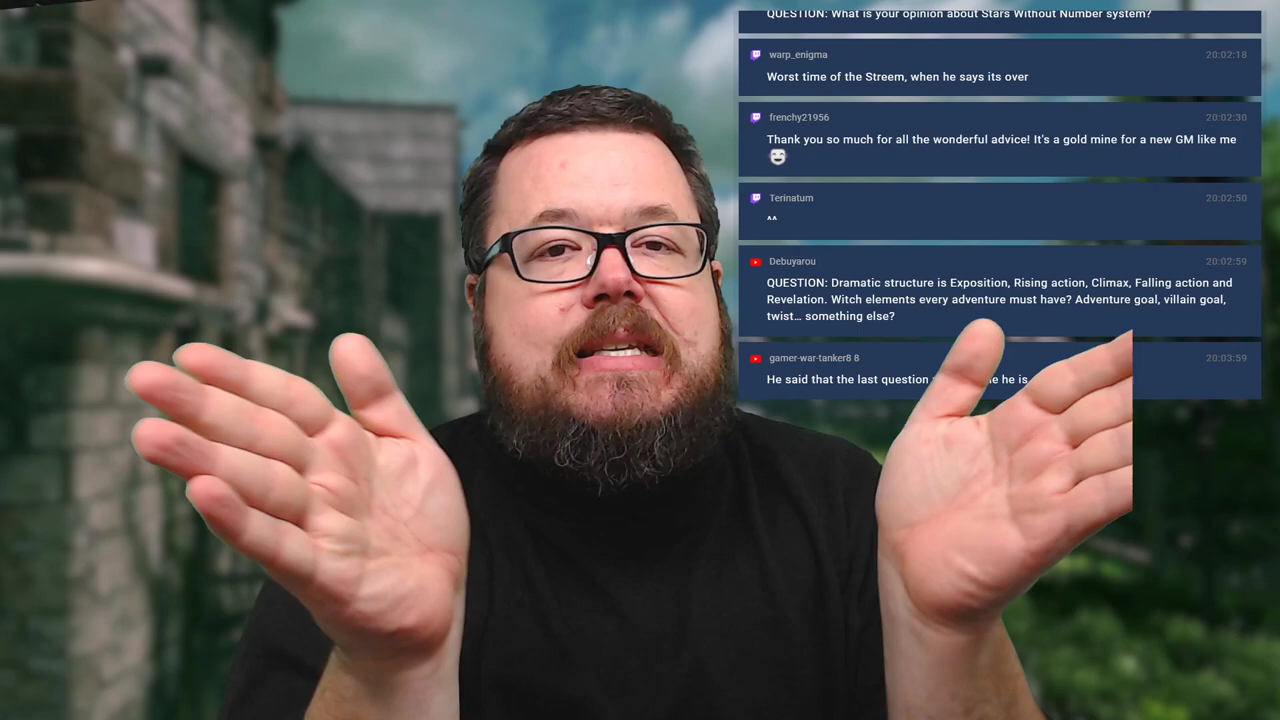 QUESTION: What is your opinion about Stars Without Number system?
warp_enigma 20:02:18
Worst time of the Streem, when he says its over
frenchy21956 20:02:30
Thank you so much for all the wonderful advice! It's a gold mine for a new GM like me
Terinatum 20:02:50
^^
Debuyarou 20:02:59
QUESTION: Dramatic structure is Exposition, Rising action, Climax, Falling action and
Revelation. Witch elements every adventure must have? Adventure goal, villain goal,
twist... something else?
gamer-war-tanker8 8 20:03:59
He said that the last question he is